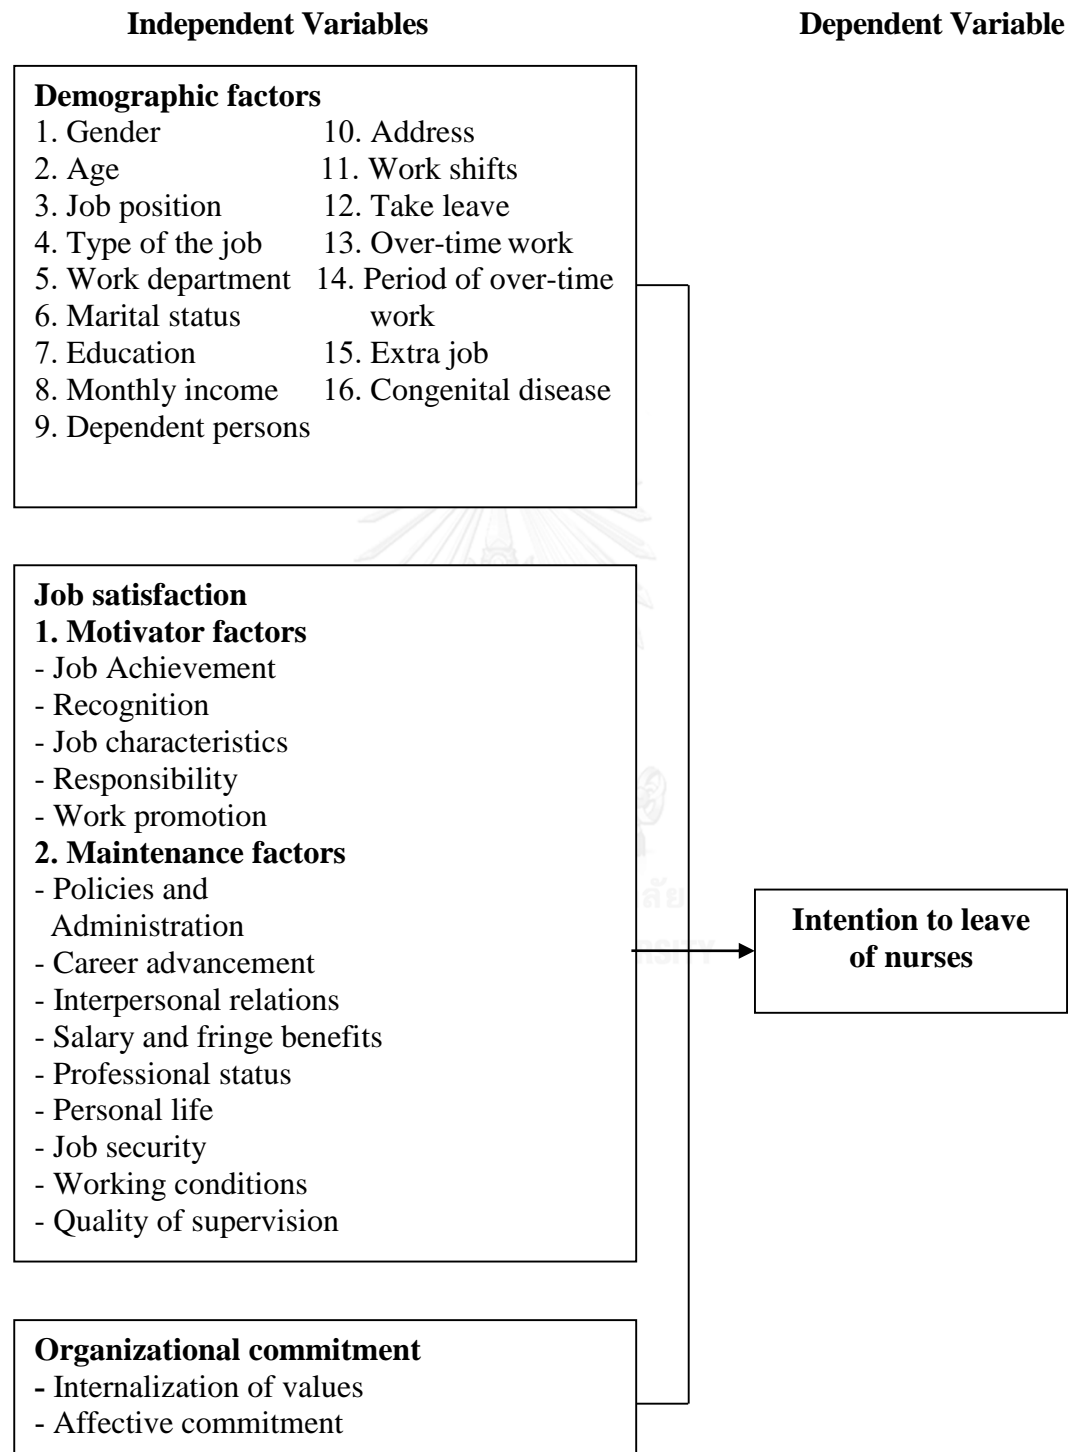 Independent Variables
Dependent Variable
Demographic factors
1. Gender
2. Age
3. Job position
4. Type of the job
5. Work department
6. Marital status
7. Education
8. Monthly income
9. Dependent persons
10. Address
11. Work shifts
12. Take leave
13. Over-time work
14. Period of over-time
work
15. Extra job
16. Congenital disease
Job satisfaction
1. Motivator factors
- Job Achievement
- Recognition
- Job characteristics
- Responsibility
- Work promotion
2. Maintenance factors
- Policies and
Administration
- Career advancement
- Interpersonal relations
- Salary and fringe benefits
- Professional status
- Personal life
- Job security
- Working conditions
- Quality of supervision
Organizational commitment
- Internalization of values
- Affective commitment
Intention to leave
of nurses